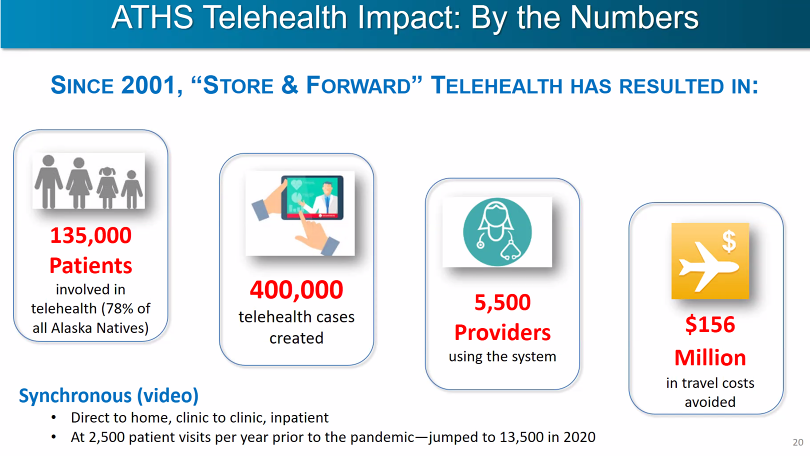 ATHS Telehealth Impact: By the Numbers
SINCE 2001, “STORE & FORWARD” TELEHEALTH HAS RESULTED IN:
135,000
Patients
involved in
telehealth (78% of
all Alaska Natives)
400,000
telehealth cases
created
5,500
Providers
using the system
$
$156
Million
in travel costs
avoided
Synchronous (video)
• Direct to home, clinic to clinic, inpatient
• At 2,500 patient visits per year prior to the pandemic—jumped to 13,500 in 2020
20